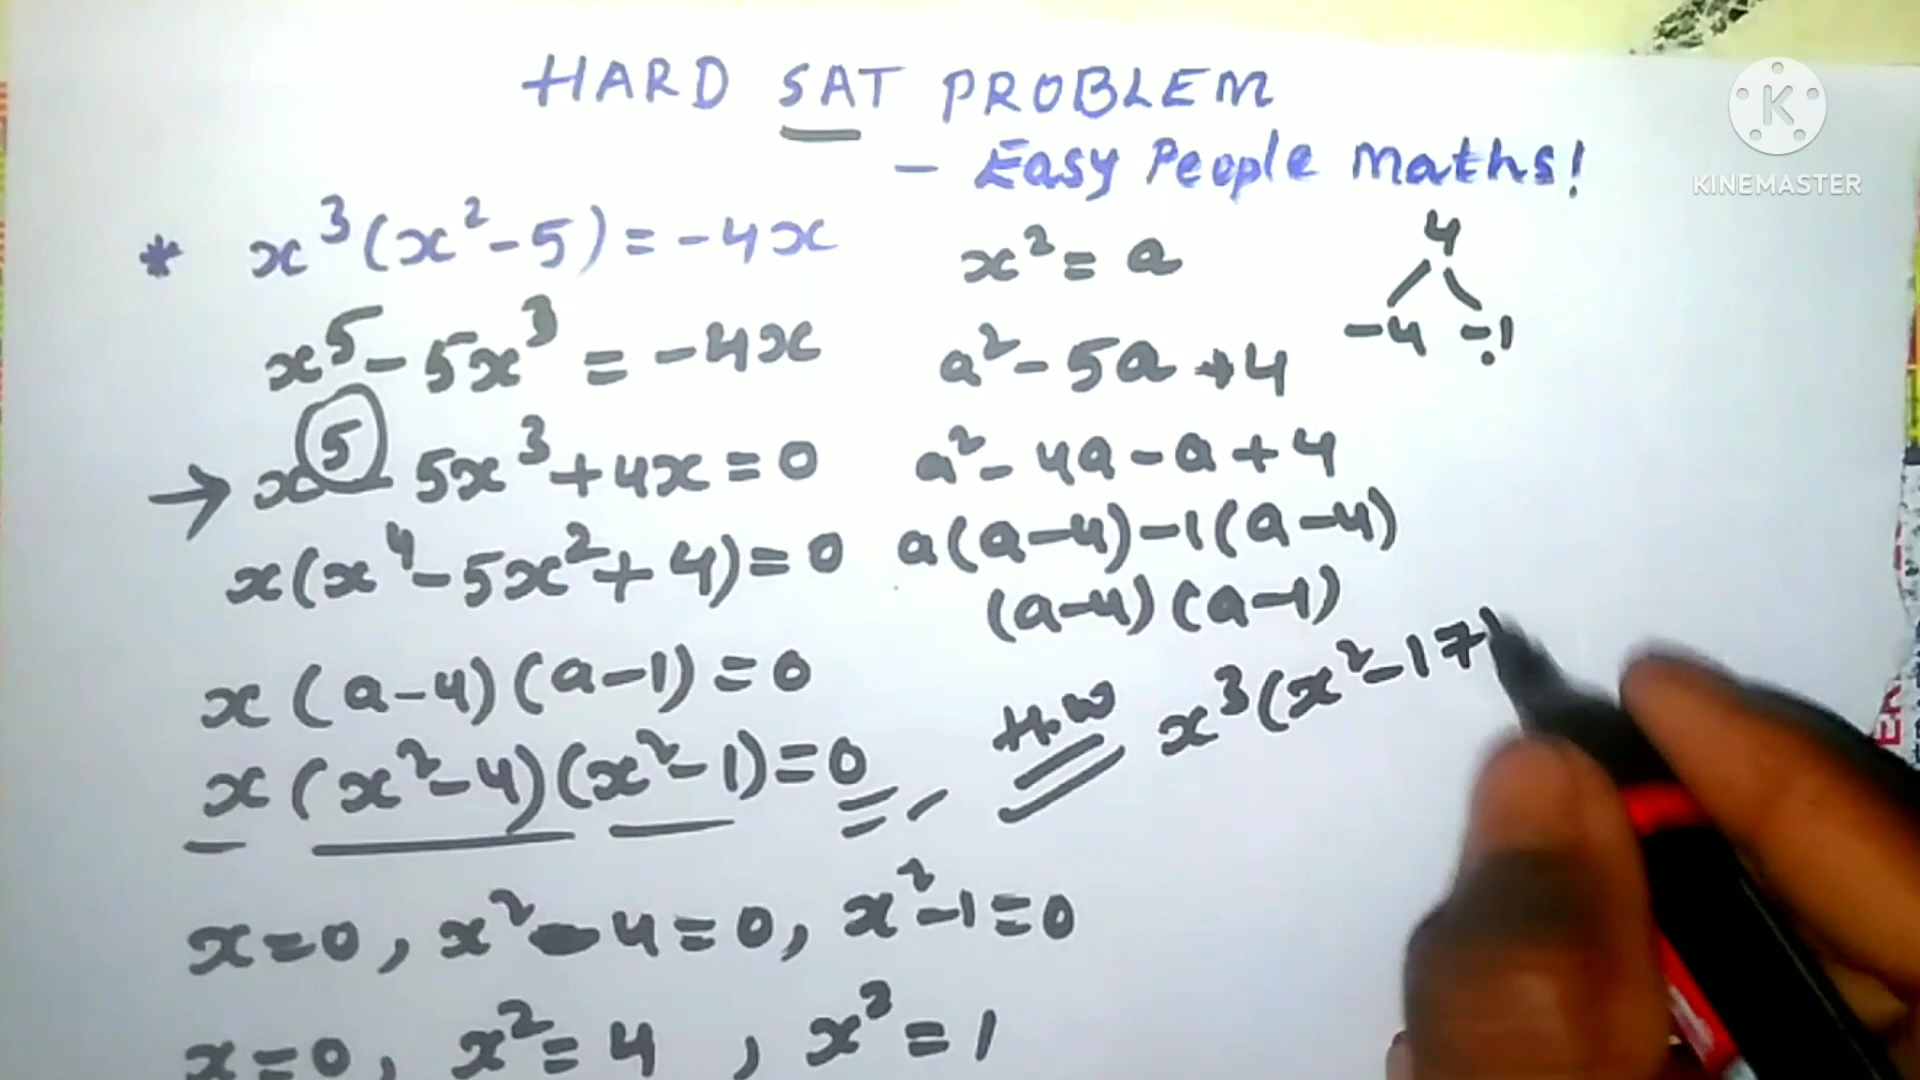 HARD SAT PROBLEM
- Easy People Maths!
KINEMASTER
* x³(x²-5)=-4x
x⁵-5x³=-4x
→ x⁵-5x³+4x=0
x(x⁴-5x²+4)=0
x(a-4)(a-1)=0
x(x²-4)(x²-1)=0
x=0, x²-4=0, x²-1=0
x=0, x²=4, x²=1
x²=a
a²-5a+4
a²-4a-a+4
a(a-4)-1(a-4)
(a-4)(a-1)
4
-4 -1
H.W x³(x²-17